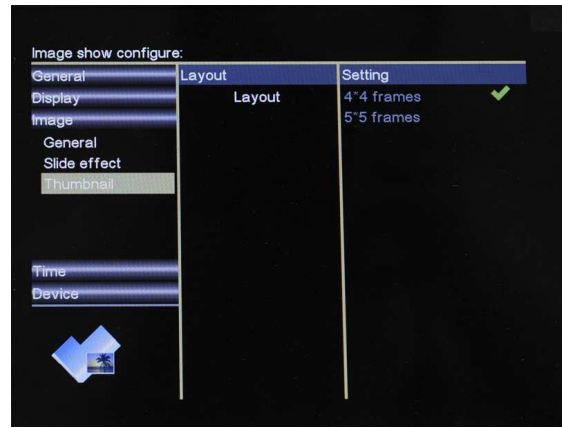 Image show configure:
General
Display
Image
General
Slide effect
Thumbnail
Time
Device
Layout
Layout
Setting
4*4 frames
5*5 frames